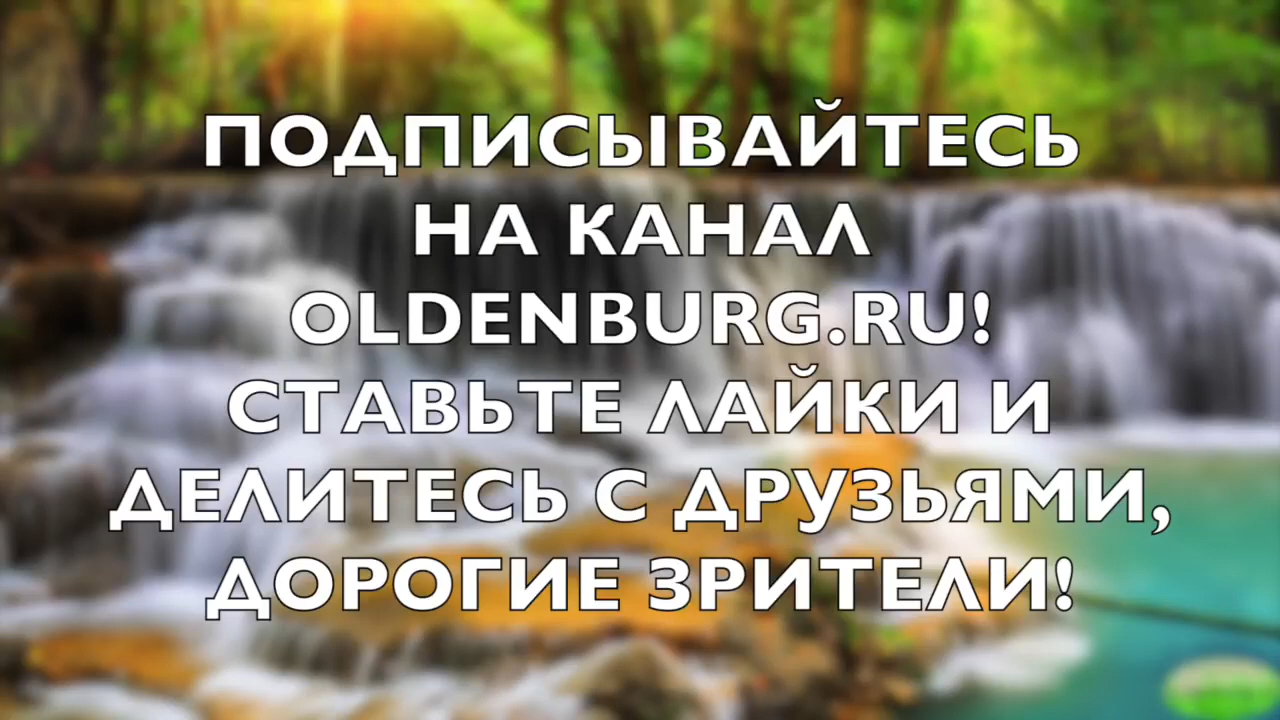 ПОДПИСЫВАЙТЕСЬ
НА КАНАЛ
OLDENBURG.RU!
СТАВЬТЕ ЛАЙКИ И
ДЕЛИТЕСЬ С ДРУЗЬЯМИ,
ДОРОГИЕ ЗРИТЕЛИ!